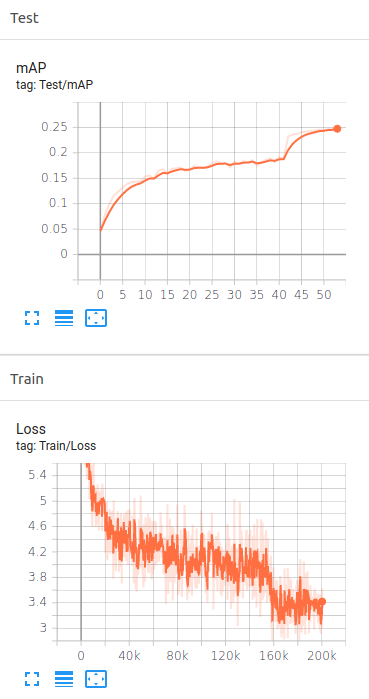 Test
mAP
tag: Test/mAP
0.25
0.2
0.15
0.1
0.05
0
0 5 10 15 20 25 30 35 40 45 50
Train
Loss
tag: Train/Loss
5.4
5
4.6
4.2
3.8
3.4
3
0 40k 80k 120k 160k 200k